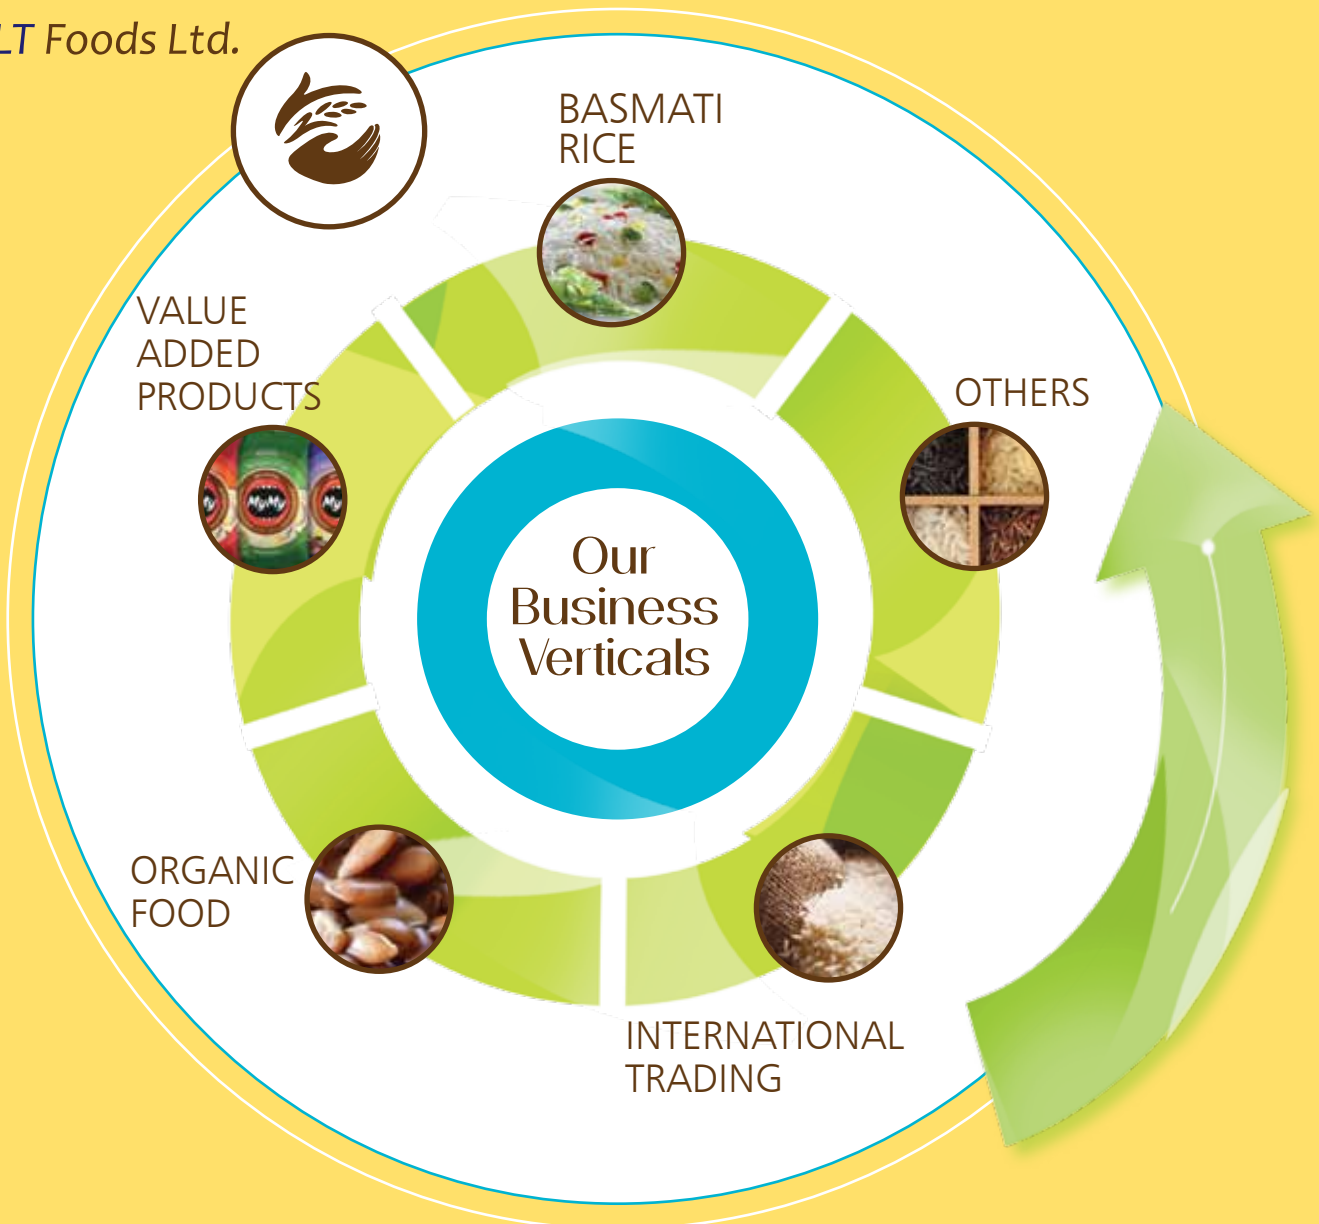 LT Foods Ltd.
BASMATI
RICE
VALUE
ADDED
PRODUCTS
OTHERS
Our
Business
Verticals
ORGANIC
FOOD
INTERNATIONAL
TRADING